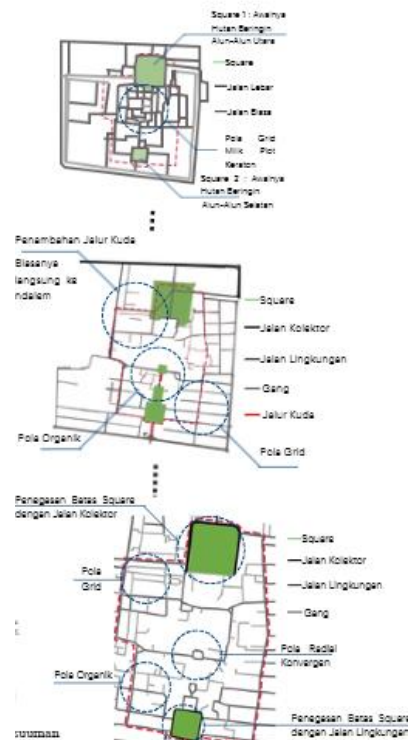 Square 1 : Awalnya
Hutan Beringin
Alun-Alun Utara
Square
Jalan Lebar
Jalan Biasa
Pola Grid
Milik Plot
Keraton
Square 2 : Awalnya
Hutan Beringin
Alun-Alun Selatan
Penambahan Jalur Kuda
Biasanya
langsung ke
ndalem
Square
Jalan Kolektor
Jalan Lingkungan
Gang
Jalur Kuda
Pola Organik
Pola Grid
Penegasan Batas Square
dengan Jalan Kolektor
Square
Jalan Kolektor
Jalan Lingkungan
Gang
Pola
Grid
Pola Radial
Konvergen
Pola Organik
Penegasan Batas Square
dengan Jalan Lingkungan